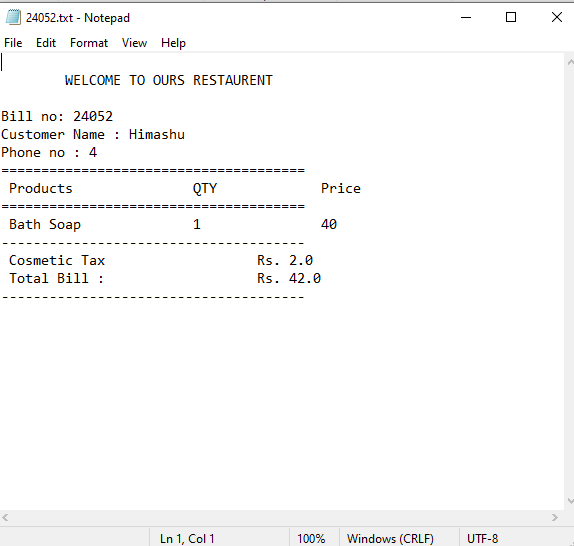 24052.txt - Notepad
File Edit Format View Help
WELCOME TO OURS RESTAURENT
Bill no: 24052
Customer Name : Himashu
Phone no : 4
======================================
Products QTY Price
======================================
Bath Soap 1 40
--------------------------------------
Cosmetic Tax Rs. 2.0
Total Bill : Rs. 42.0
--------------------------------------
Ln 1, Col 1 100% Windows (CRLF) UTF-8